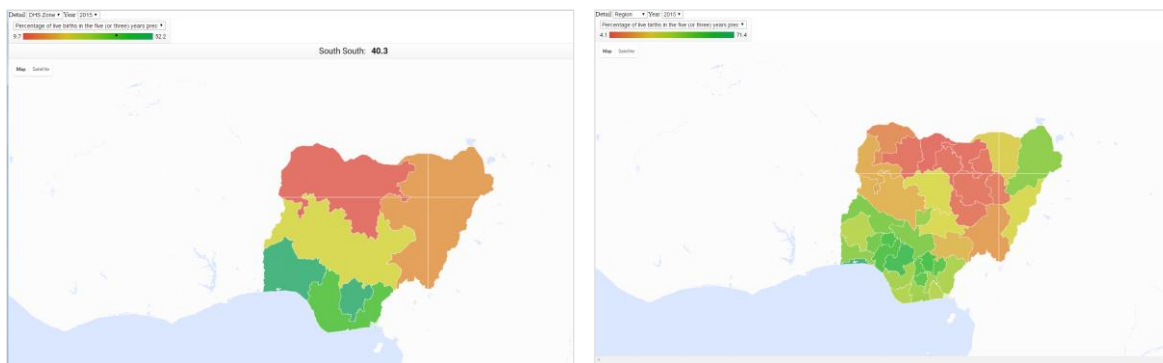 Detail DHS Zone Year 2015
Percentage of live births in the five (or three) years prec
9.7 52.2
South South: 40.3
Map Satellite
Detail Region Year 2015
Percentage of live births in the five (or three) years prec
4.1 71.4
Map Satellite